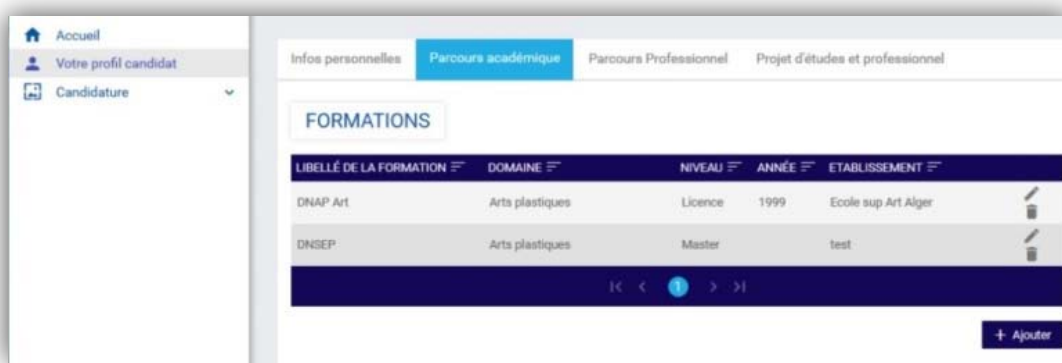 Accueil
Votre profil candidat
Candidature
Infos personnelles Parcours académique Parcours Professionnel Projet d'études et professionnel
FORMATIONS
LIBELLÉ DE LA FORMATION DOMAINE NIVEAU ANNÉE ETABLISSEMENT
DNAP Art Arts plastiques Licence 1999 Ecole sup Art Alger
DNSEP Arts plastiques Master test
1
+ Ajouter